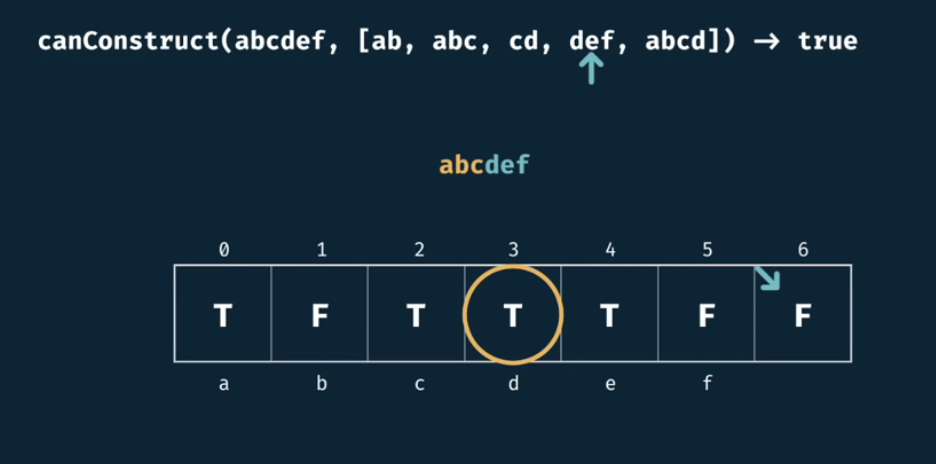 canConstruct(abcdef, [ab, abc, cd, def, abcd]) → true
abcdef
0 1 2 3 4 5 6
T F T T T F F
a b c d e f